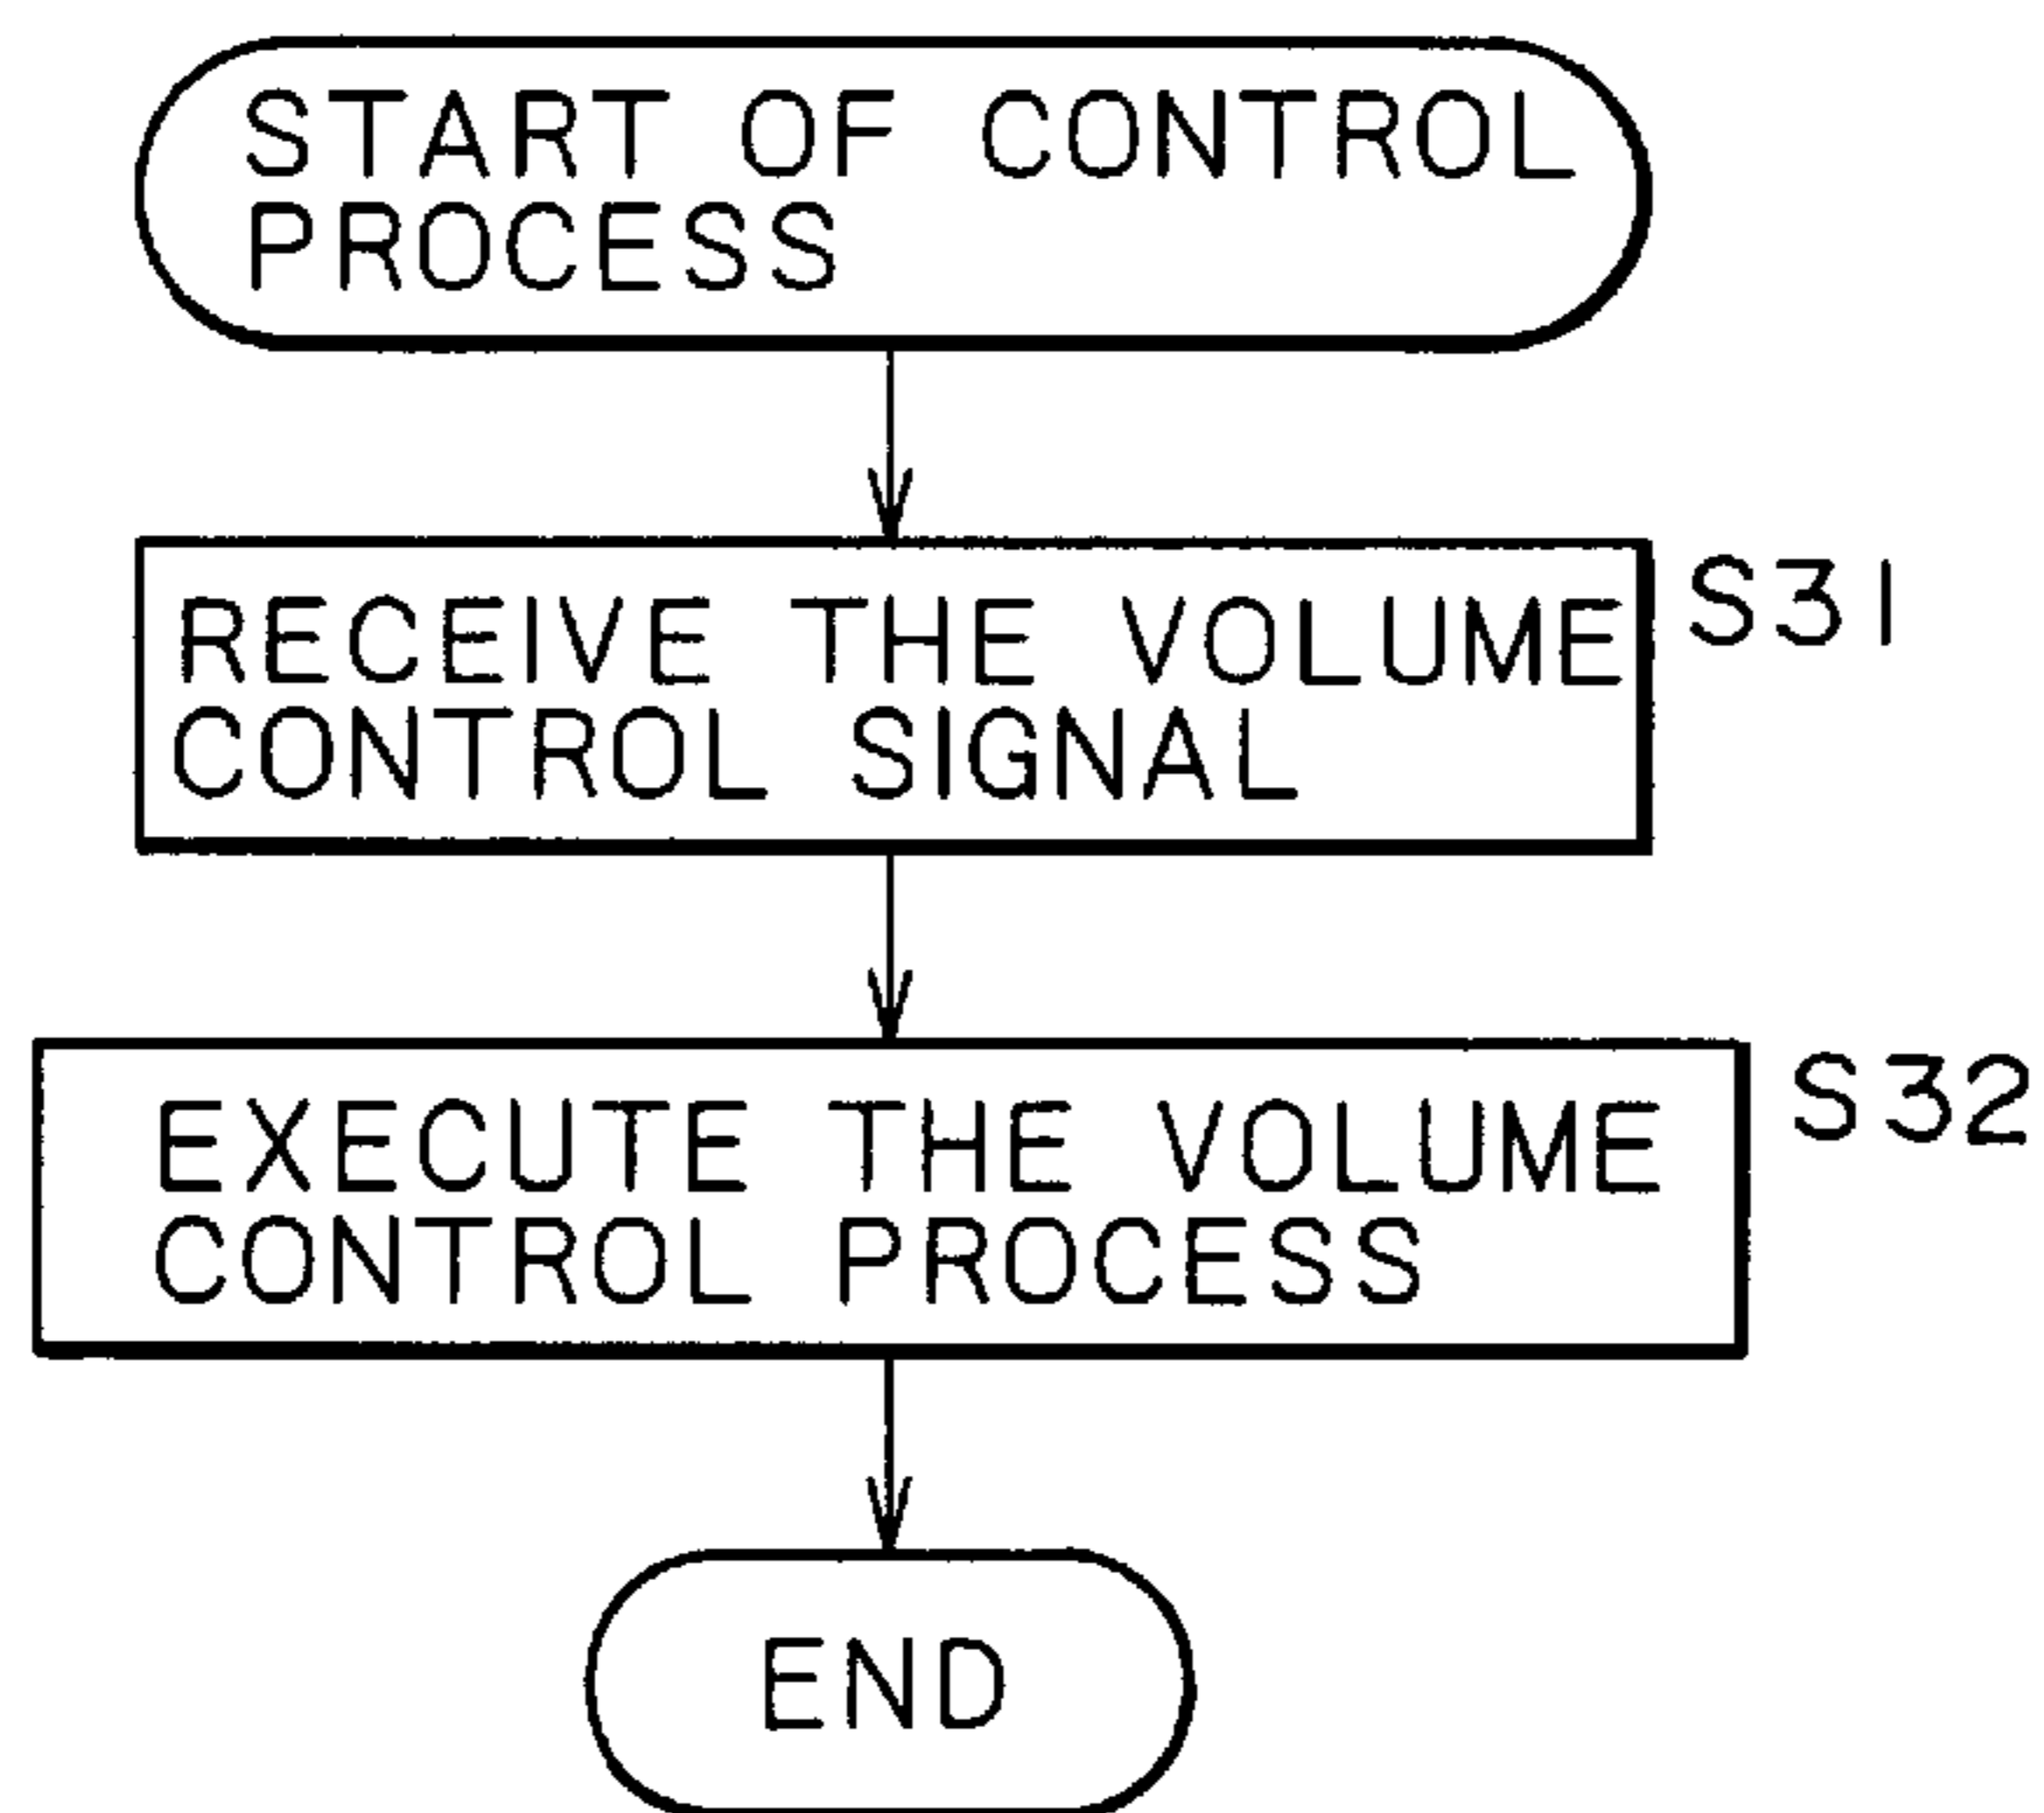 START OF CONTROL
PROCESS
RECEIVE THE VOLUME
CONTROL SIGNAL
S31
EXECUTE THE VOLUME
CONTROL PROCESS
S32
END